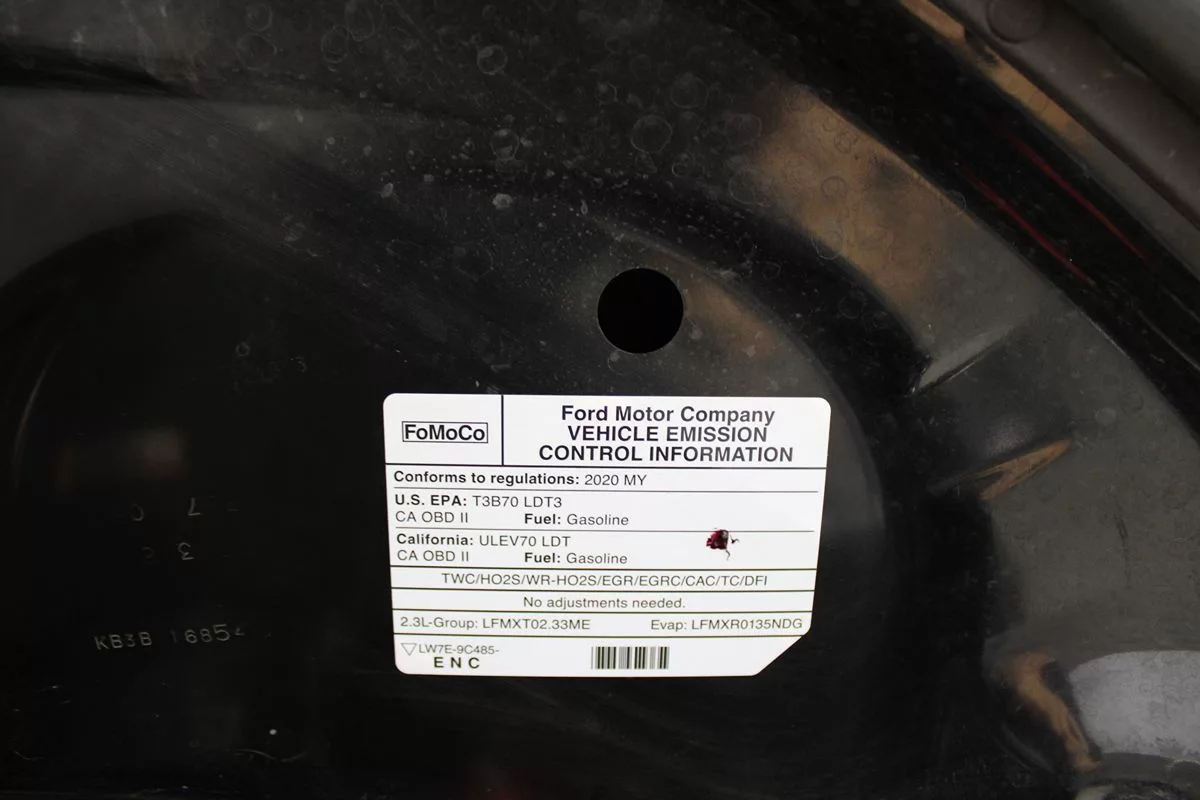 FoMoCo
Ford Motor Company
VEHICLE EMISSION
CONTROL INFORMATION
Conforms to regulations: 2020 MY
U.S. EPA: T3B70 LDT3
CA OBD II Fuel: Gasoline
California: ULEV70 LDT
CA OBD II Fuel: Gasoline
TWC/HO2S/WR-HO2S/EGR/EGRC/CAC/TC/DFI
No adjustments needed.
2.3L-Group: LFMXT02.33ME Evap: LFMXR0135NDG
LW7E-9C485-
ENC
KB3B